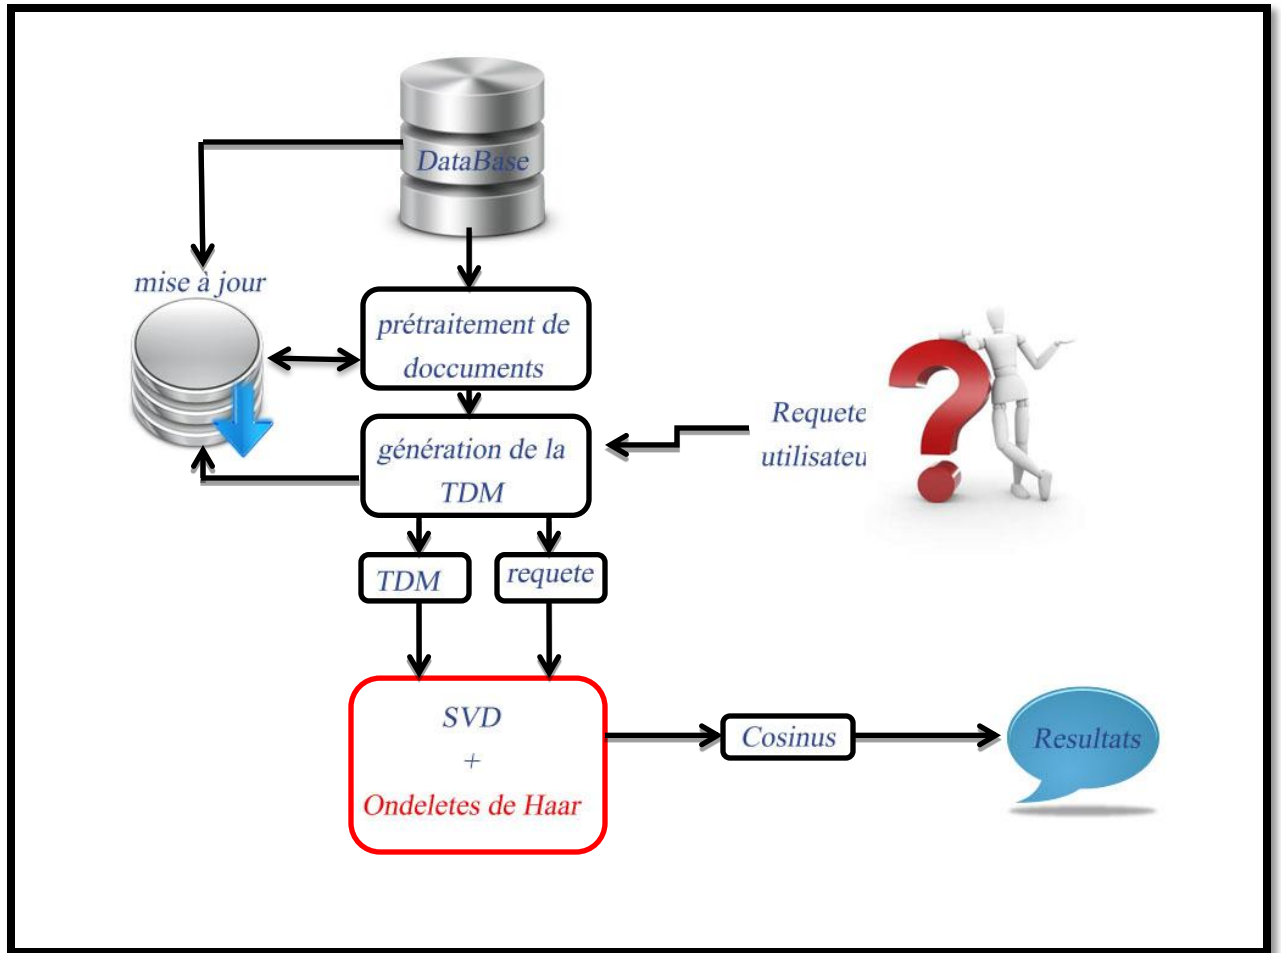 DataBase
mise à jour
prétraitement de
doccuments
génération de la
TDM
Requete
utilisateu
TDM
requete
SVD
+
Ondeletes de Haar
Cosinus
Resultats